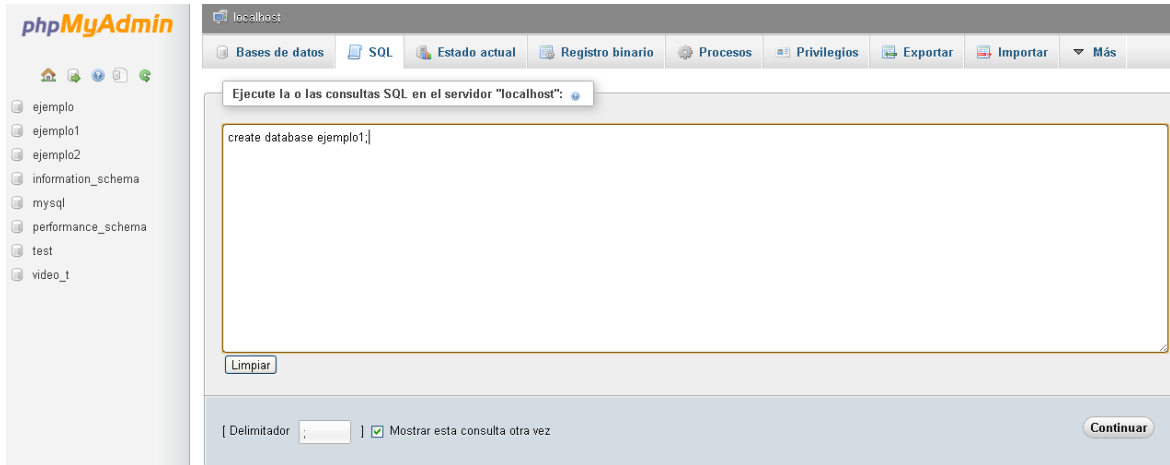 phpMyAdmin
ejemplo
ejemplo1
ejemplo2
information_schema
mysql
performance_schema
test
video_t
localhost
Bases de datos SQL Estado actual Registro binario Procesos Privilegios Exportar Importar Más
Ejecute la o las consultas SQL en el servidor "localhost":
create database ejemplo1;
Limpiar
[ Delimitador ; ] Mostrar esta consulta otra vez
Continuar